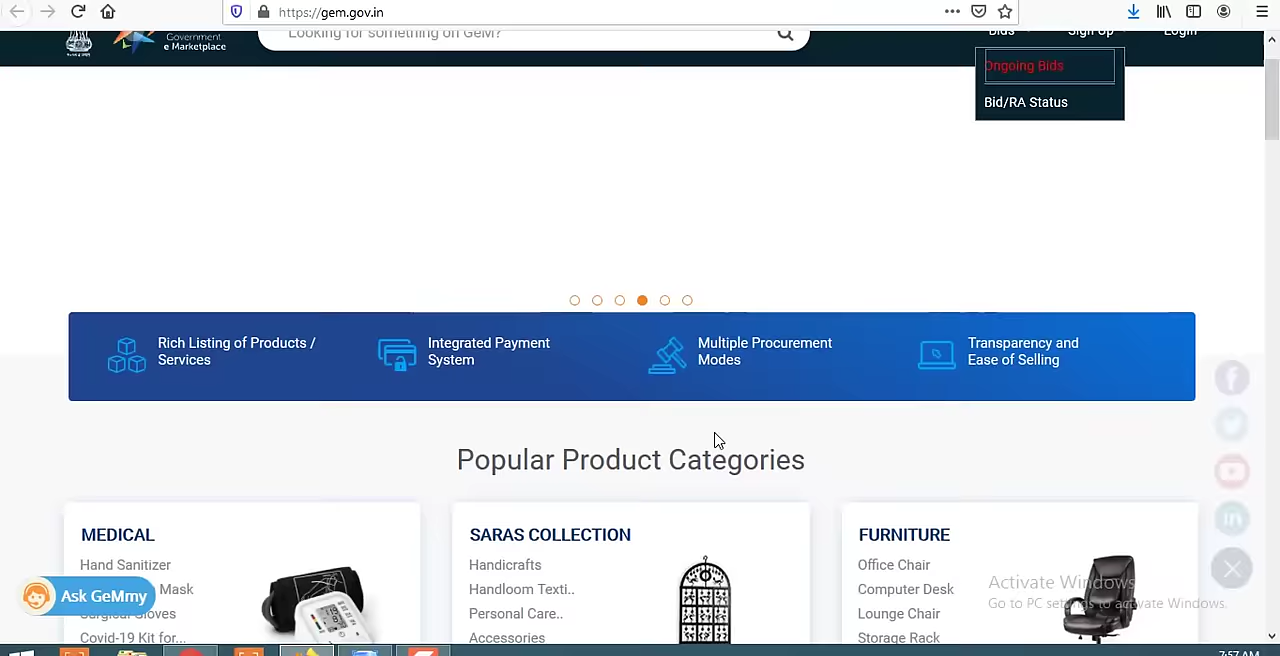 https://gem.gov.in
Government
e Marketplace
Looking for something on GeM?
Bids
Sign Up
Login
Ongoing Bids
Bid/RA Status
Rich Listing of Products /
Services
Integrated Payment
System
Multiple Procurement
Modes
Transparency and
Ease of Selling
Popular Product Categories
MEDICAL
Hand Sanitizer
Mask
Surgical Gloves
Covid-19 Kit for...
SARAS COLLECTION
Handicrafts
Handloom Texti..
Personal Care..
Accessories
FURNITURE
Office Chair
Computer Desk
Lounge Chair
Storage Rack
Ask GeMmy
Activate Windows
Go to PC settings to activate Windows.
7:57 AM